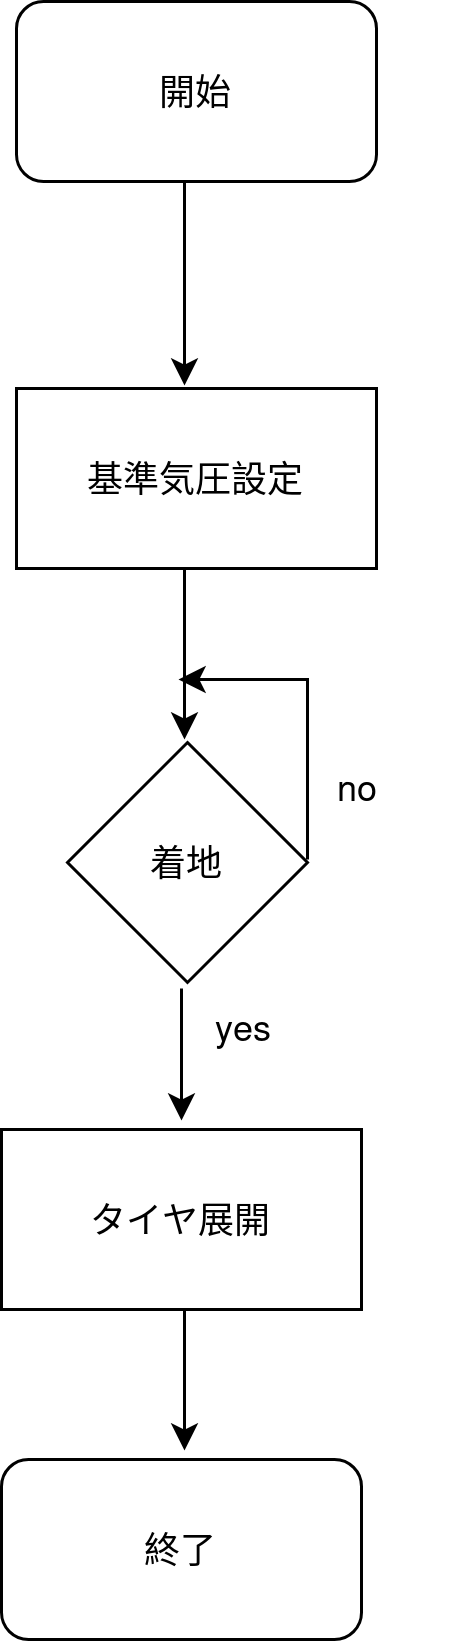 開始
基準気圧設定
no
着地
yes
タイヤ展開
終了